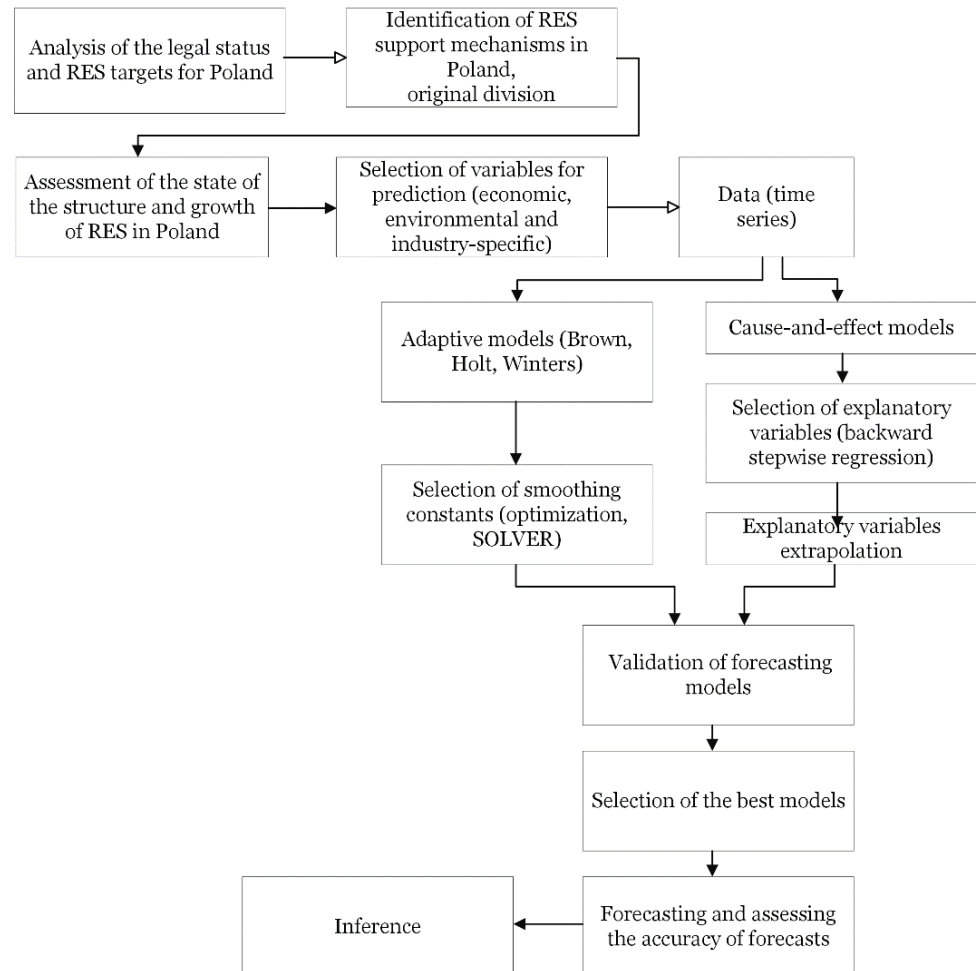 Analysis of the legal status
and RES targets for Poland
Identification of RES
support mechanisms in
Poland,
original division
Assessment of the state of
the structure and growth
of RES in Poland
Selection of variables for
prediction (economic,
environmental and
industry-specific)
Data (time
series)
Adaptive models (Brown,
Holt, Winters)
Cause-and-effect models
Selection of explanatory
variables (backward
stepwise regression)
Selection of smoothing
constants (optimization,
SOLVER)
Explanatory variables
extrapolation
Validation of forecasting
models
Selection of the best models
Inference
Forecasting and assessing
the accuracy of forecasts